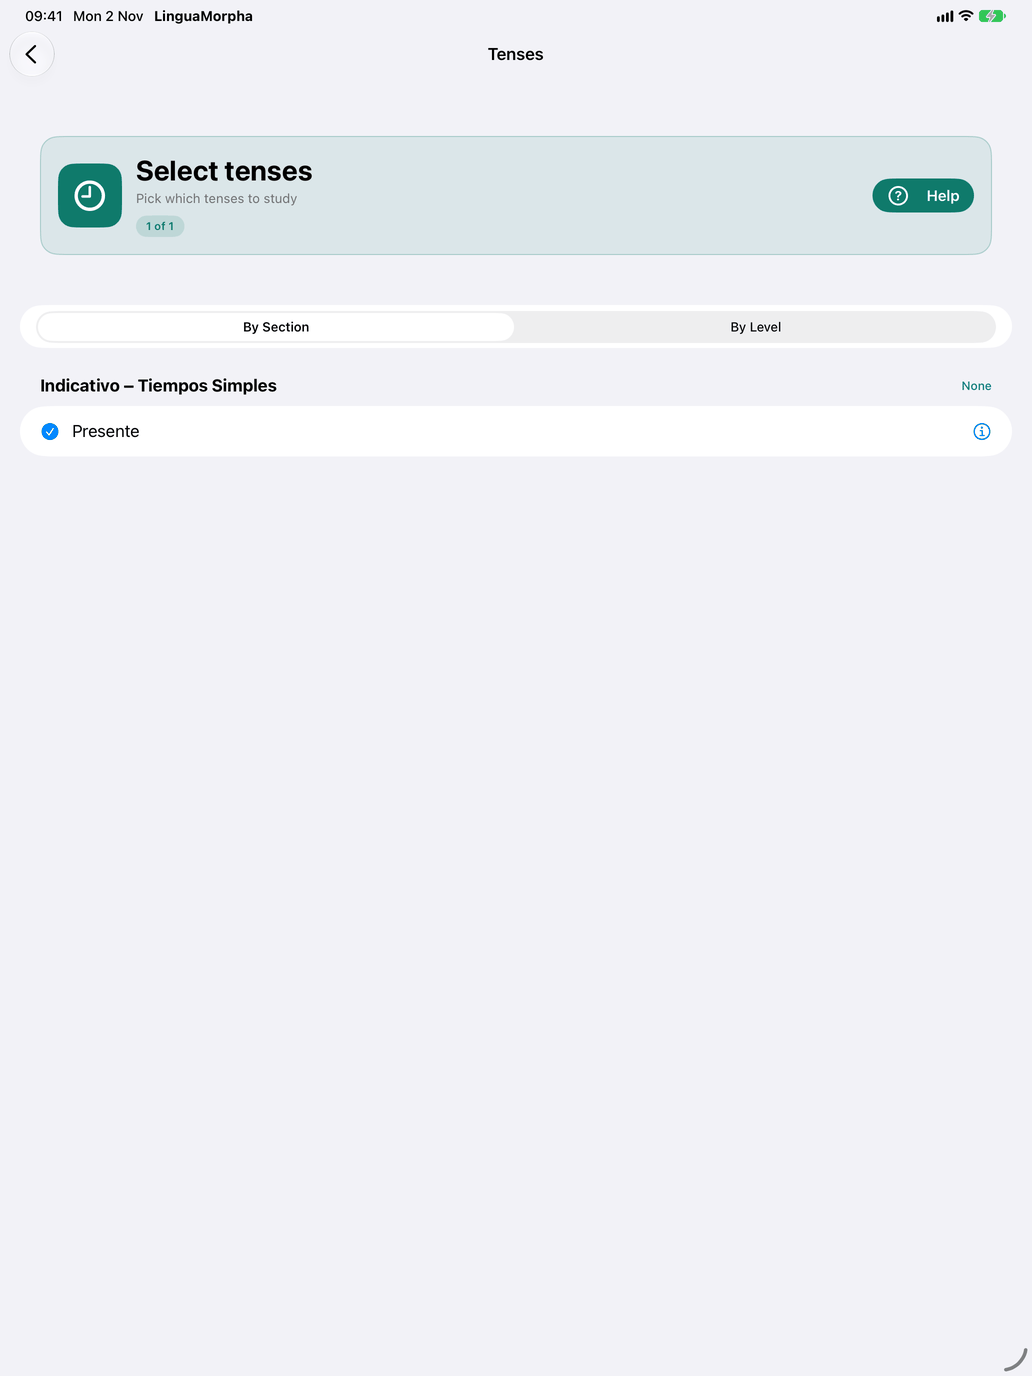 09:41 Mon 2 Nov LinguaMorpha
Tenses
Select tenses
Pick which tenses to study
1 of 1
? Help
By Section
By Level
Indicativo – Tiempos Simples
None
Presente